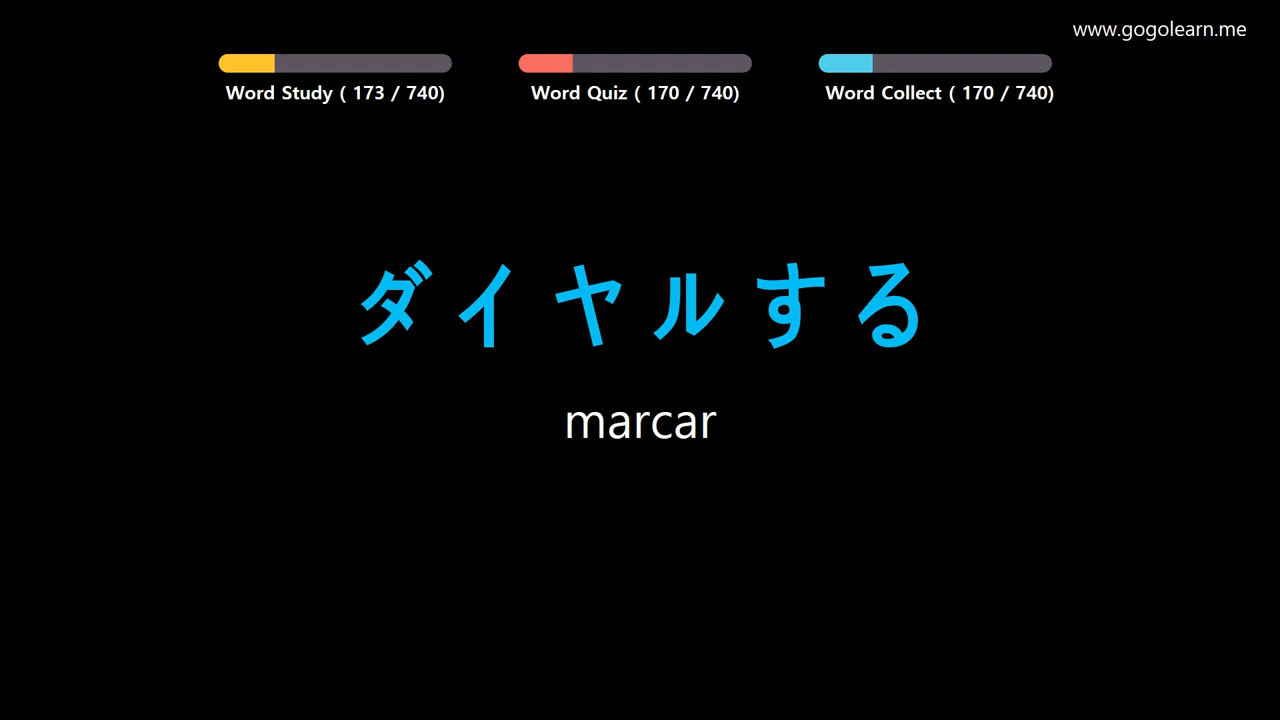 www.gogolearn.me
Word Study ( 173 / 740)
Word Quiz ( 170 / 740)
Word Collect ( 170 / 740)
ダイヤルする
marcar